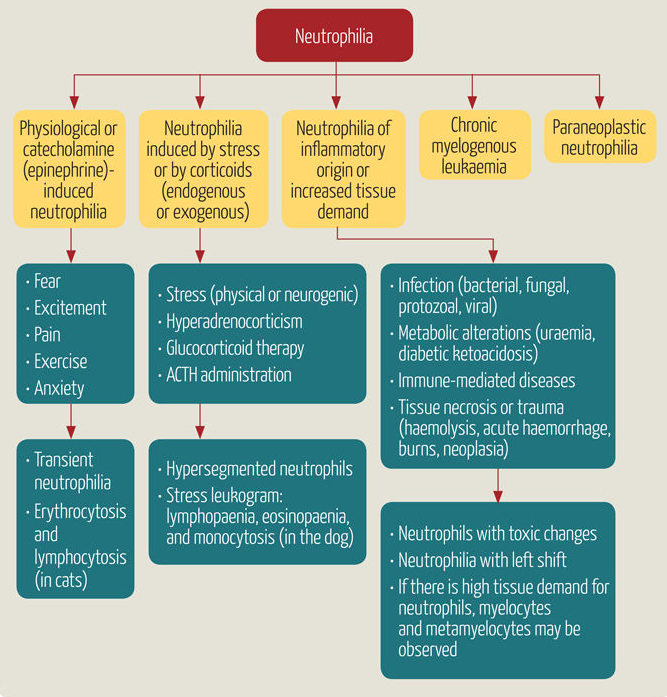 Neutrophilia
Physiological or
catecholamine
(epinephrine)-
induced
neutrophilia
Neutrophilia
induced by stress
or by corticoids
(endogenous
or exogenous)
Neutrophilia of
inflammatory
origin or
increased tissue
demand
Chronic
myelogenous
leukaemia
Paraneoplastic
neutrophilia
· Fear
· Excitement
· Pain
· Exercise
· Anxiety
· Stress (physical or neurogenic)
· Hyperadrenocorticism
· Glucocorticoid therapy
· ACTH administration
· Infection (bacterial, fungal,
protozoal, viral)
· Metabolic alterations (uraemia,
diabetic ketoacidosis)
· Immune-mediated diseases
· Tissue necrosis or trauma
(haemolysis, acute haemorrhage,
burns, neoplasia)
· Transient
neutrophilia
· Erythrocytosis
and
lymphocytosis
(in cats)
· Hypersegmented neutrophils
· Stress leukogram:
lymphopaenia, eosinopaenia,
and monocytosis (in the dog)
· Neutrophils with toxic changes
· Neutrophilia with left shift
· If there is high tissue demand for
neutrophils, myelocytes
and metamyelocytes may be
observed